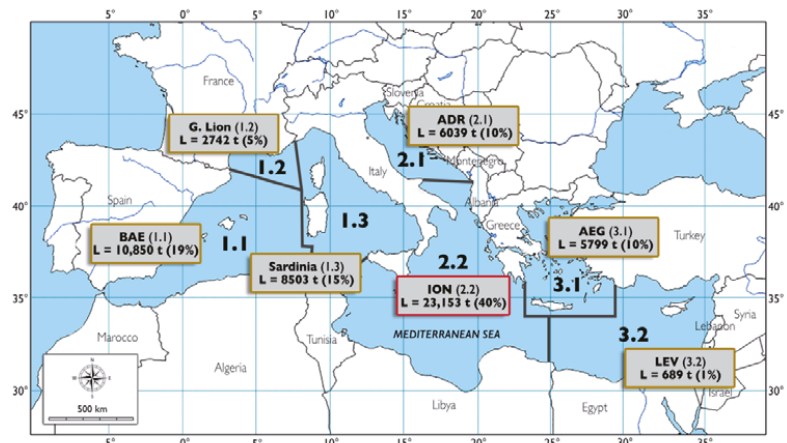 5° 0° 5° 10° 15° 20° 25° 30° 35°
France
Slovenia
Croatia
45° 45°
G. Lion (1.2)
L = 2742 t (5%)
ADR (2.1)
L = 6039 t (10%)
1.2
2.1
Italy
Montenegro
Spain
40° 40°
Albania
Greece
Turkey
BAE (1.1)
L = 10,850 t (19%)
1.1
1.3
AEG (3.1)
L = 5799 t (10%)
2.2
Sardinia (1.3)
L = 8503 t (15%)
ION (2.2)
L = 23,153 t (40%)
3.1
35° 35°
Syria
Lebanon
Marocco
Tunisia
MEDITERRANEAN SEA
3.2
Algeria
LEV (3.2)
L = 689 t (1%)
Israel
30° 30°
N
500 km
Libya
Egypt
5° 0° 5° 10° 15° 20° 25° 30° 35°